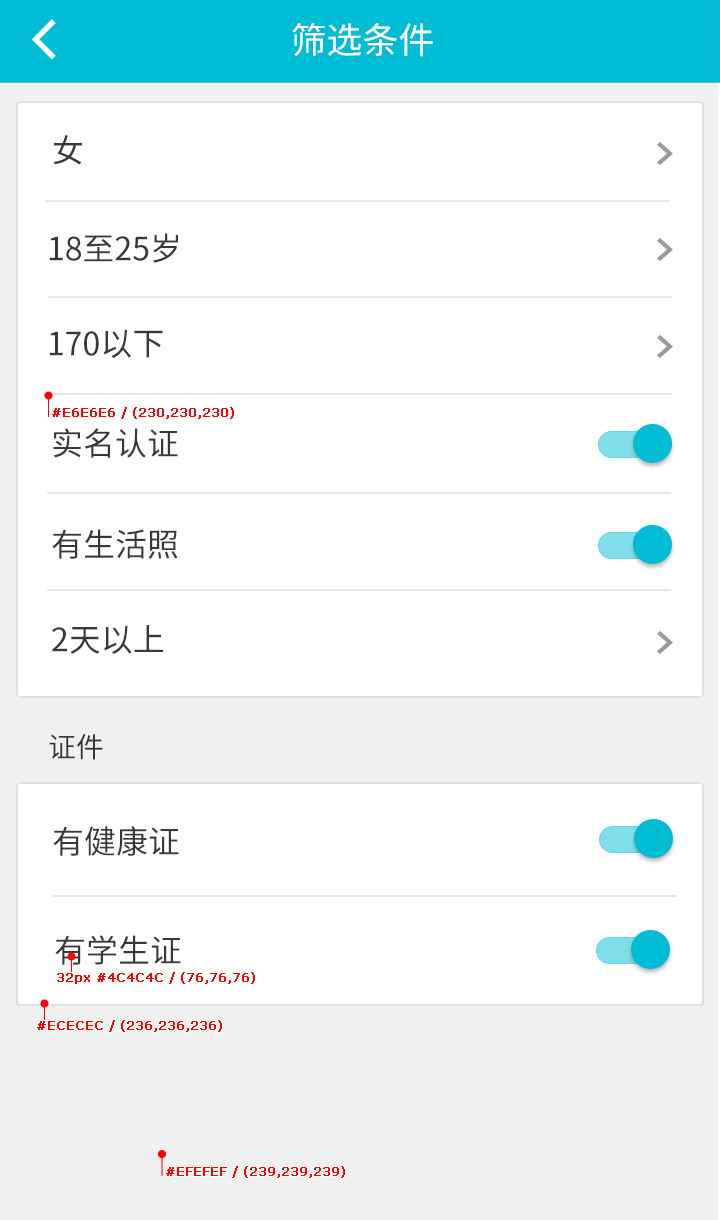 筛选条件
女
18至25岁
170以下
#E6E6E6 / (230,230,230)
实名认证
有生活照
2天以上
证件
有健康证
有学生证
32px #4C4C4C / (76,76,76)
#ECECEC / (236,236,236)
#EFEFEF / (239,239,239)